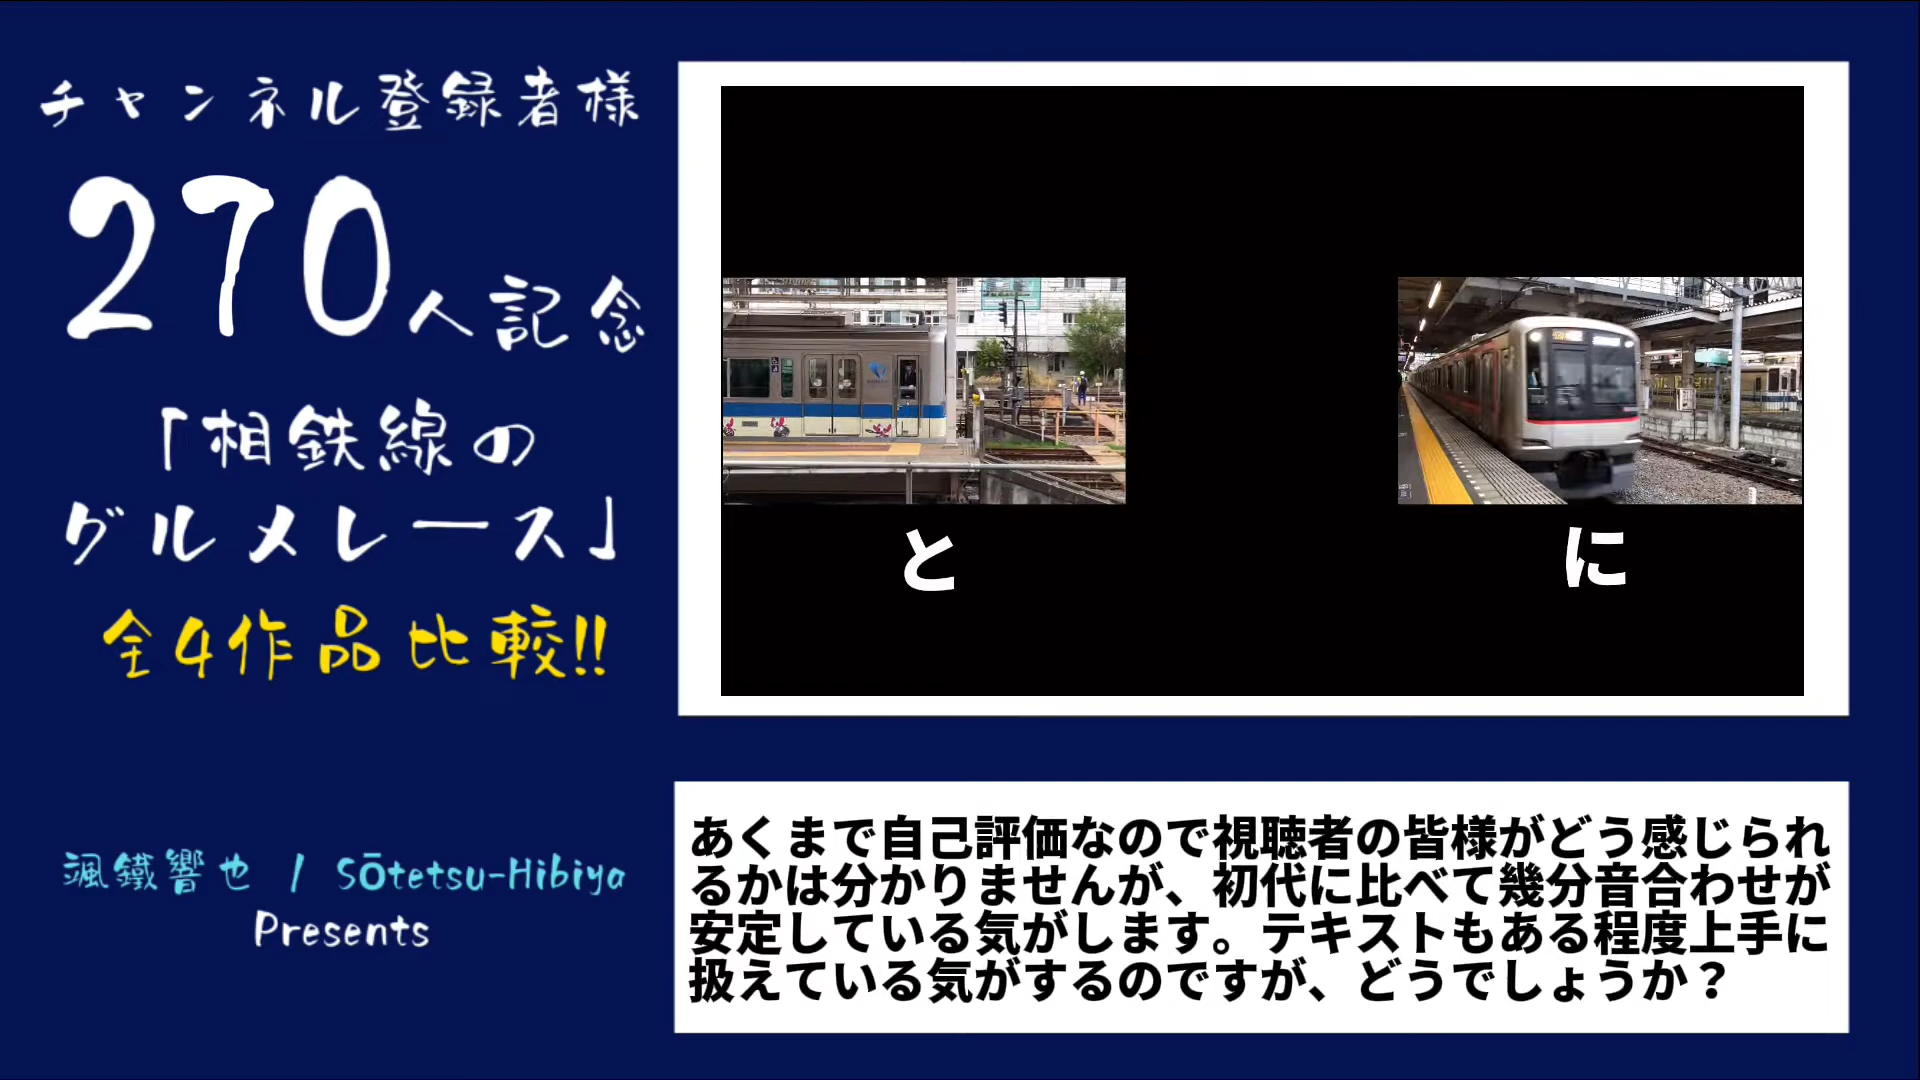 チャンネル登録者様
270人記念
「相鉄線の
グルメレース」
全4作品比較!!
颯鐵響也 / Sōtetsu-Hibiya
Presents
と
に
あくまで自己評価なので視聴者の皆様がどう感じられ
るかは分かりませんが、初代に比べて幾分音合わせが
安定している気がします。テキストもある程度上手に
扱えている気がするのですが、どうでしょうか？